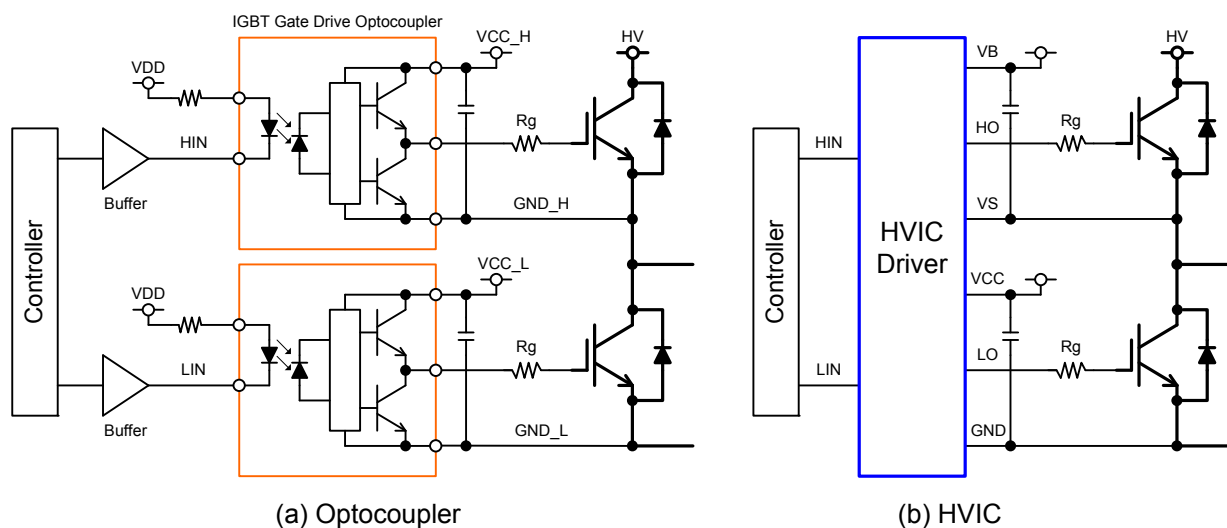 IGBT Gate Drive Optocoupler
VCC_H
HV
VDD
HIN
Buffer
Rg
GND_H
Controller
VCC_L
VDD
LIN
Buffer
Rg
GND_L
(a) Optocoupler
HV
VB
HIN
HO
Rg
VS
Controller
HVIC
Driver
VCC
LIN
LO
Rg
GND
(b) HVIC